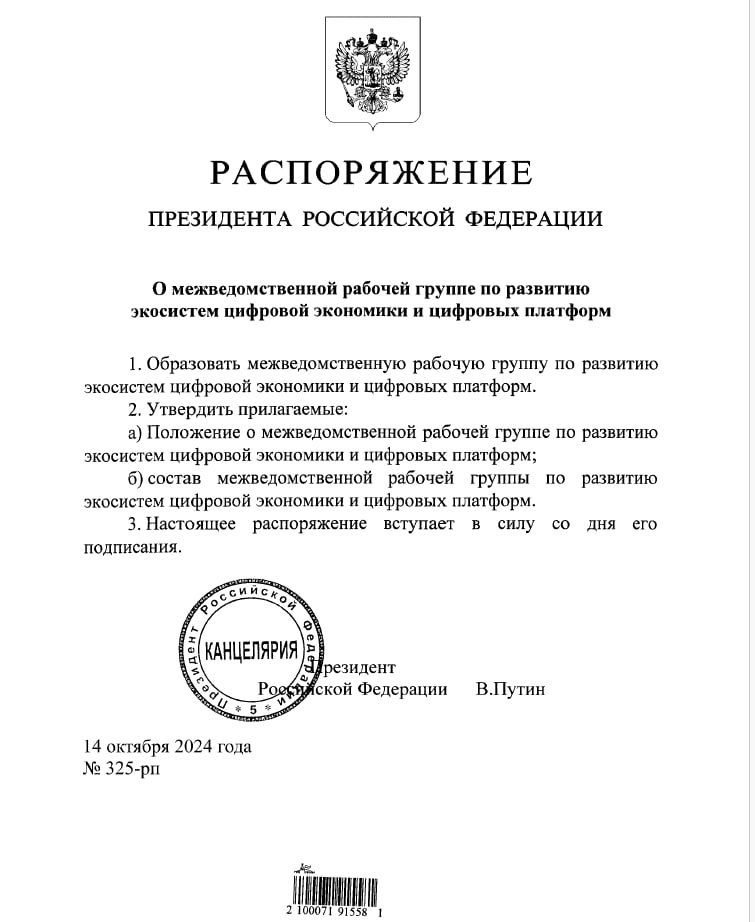 РАСПОРЯЖЕНИЕ
ПРЕЗИДЕНТА РОССИЙСКОЙ ФЕДЕРАЦИИ
О межведомственной рабочей группе по развитию
экосистем цифровой экономики и цифровых платформ
1. Образовать межведомственную рабочую группу по развитию
экосистем цифровой экономики и цифровых платформ.
2. Утвердить прилагаемые:
а) Положение о межведомственной рабочей группе по развитию
экосистем цифровой экономики и цифровых платформ;
б) состав межведомственной рабочей группы по развитию
экосистем цифровой экономики и цифровых платформ.
3. Настоящее распоряжение вступает в силу со дня его
подписания.
Президент Российской Федерации
КАНЦЕЛЯРИЯ
* 5 *
Президент
Российской Федерации В.Путин
14 октября 2024 года
№ 325-рп
2 100071 91558 1